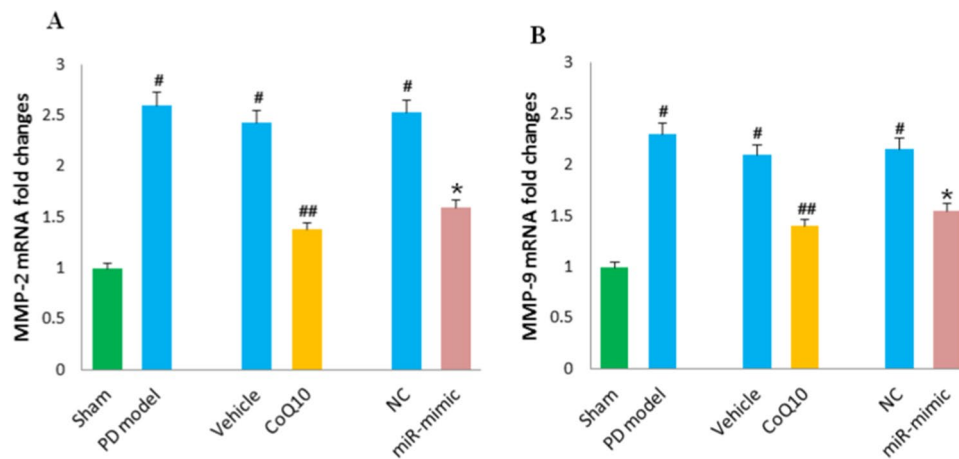 A
MMP-2 mRNA fold changes
3
2.5
2
1.5
1
0.5
0
#
#
##
#
*
Sham
PD model
Vehicle
CoQ10
NC
miR-mimic
B
MMP-9 mRNA fold changes
3
2.5
2
1.5
1
0.5
0
#
#
##
#
*
Sham
PD model
Vehicle
CoQ10
NC
miR-mimic